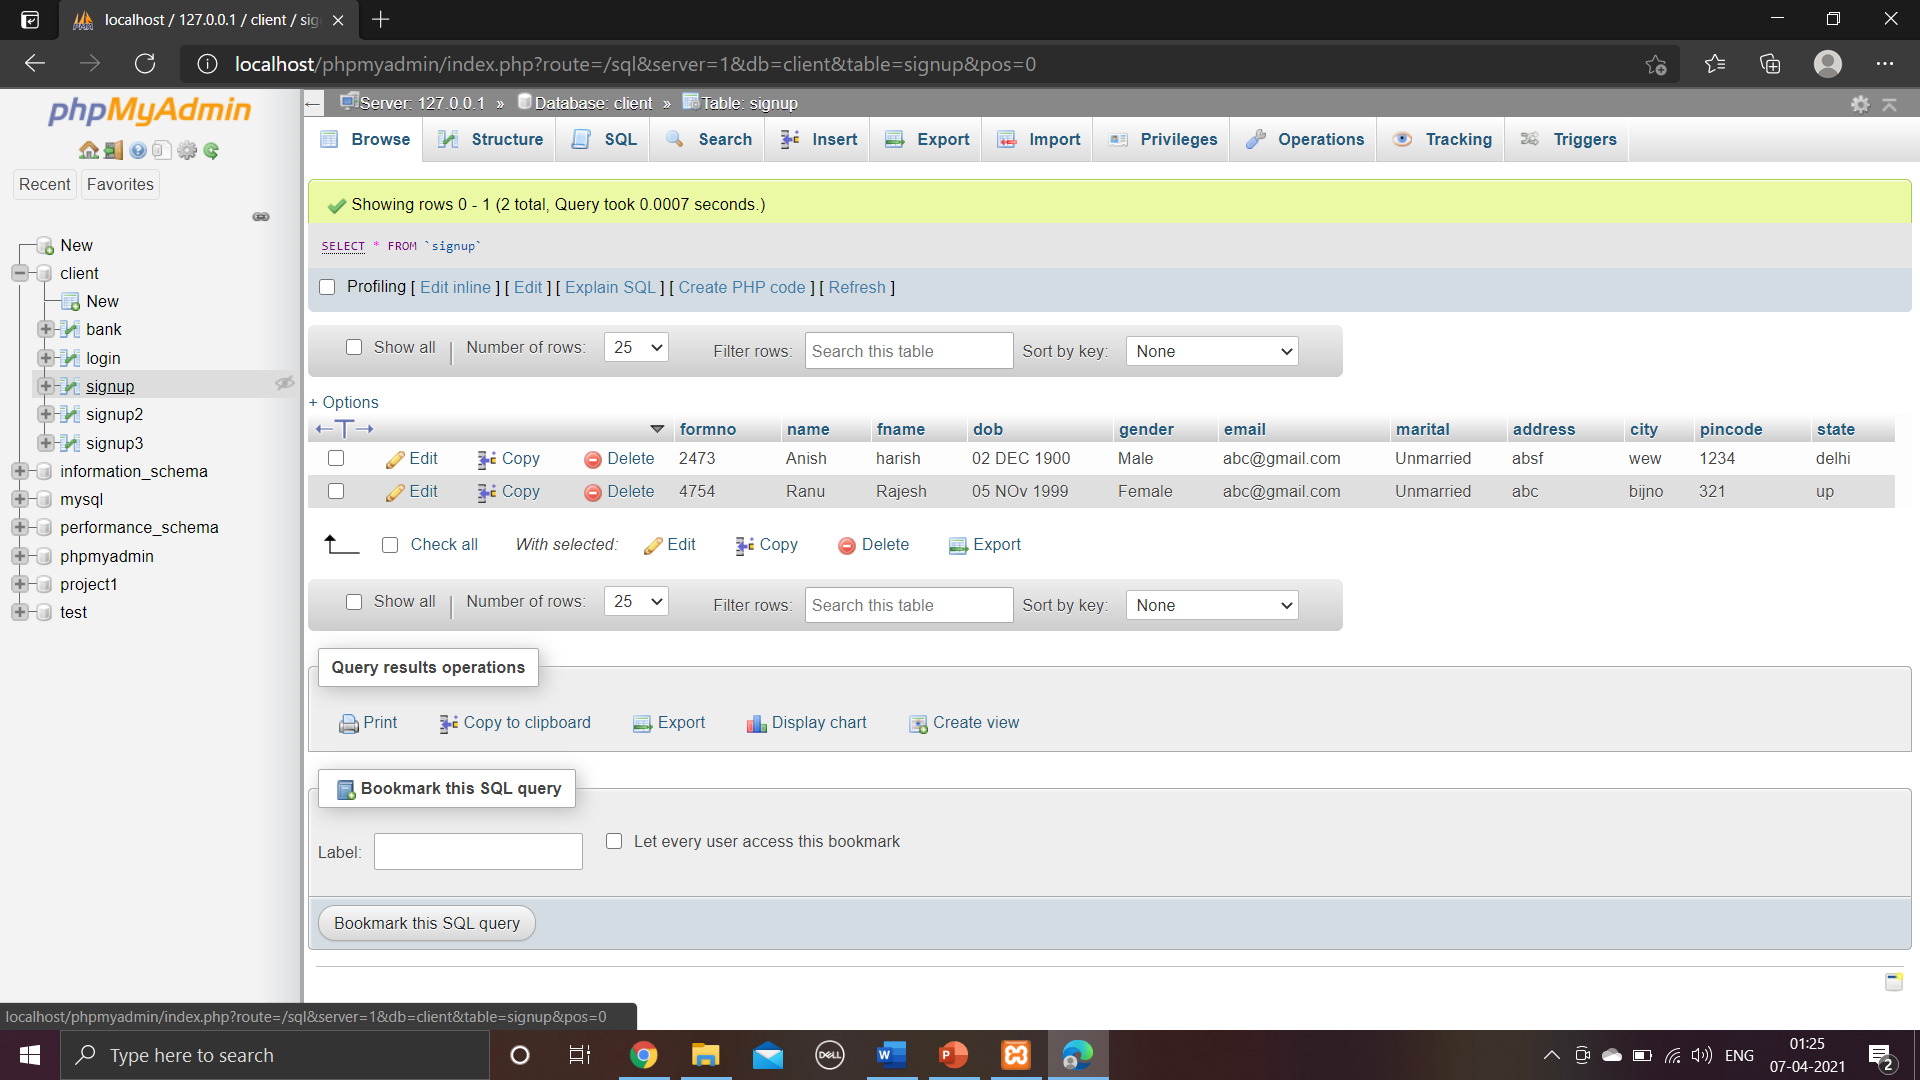 localhost / 127.0.0.1 / client / sig
localhost/phpmyadmin/index.php?route=/sql&server=1&db=client&table=signup&pos=0
phpMyAdmin
Recent Favorites
New
client
New
bank
login
signup
signup2
signup3
information_schema
mysql
performance_schema
phpmyadmin
project1
test
Server: 127.0.0.1 » Database: client » Table: signup
Browse Structure SQL Search Insert Export Import Privileges Operations Tracking Triggers
Showing rows 0 - 1 (2 total, Query took 0.0007 seconds.)
SELECT * FROM `signup`
Profiling [ Edit inline ] [ Edit ] [ Explain SQL ] [ Create PHP code ] [ Refresh ]
Show all Number of rows: 25 Filter rows: Search this table Sort by key: None
+ Options
formno name fname dob gender email marital address city pincode state
Edit Copy Delete 2473 Anish harish 02 DEC 1900 Male abc@gmail.com Unmarried absf wew 1234 delhi
Edit Copy Delete 4754 Ranu Rajesh 05 NOv 1999 Female abc@gmail.com Unmarried abc bijno 321 up
Check all With selected: Edit Copy Delete Export
Show all Number of rows: 25 Filter rows: Search this table Sort by key: None
Query results operations
Print Copy to clipboard Export Display chart Create view
Bookmark this SQL query
Label: Let every user access this bookmark
Bookmark this SQL query
localhost/phpmyadmin/index.php?route=/sql&server=1&db=client&table=signup&pos=0
Type here to search
DELL
ENG
01:25
07-04-2021
2